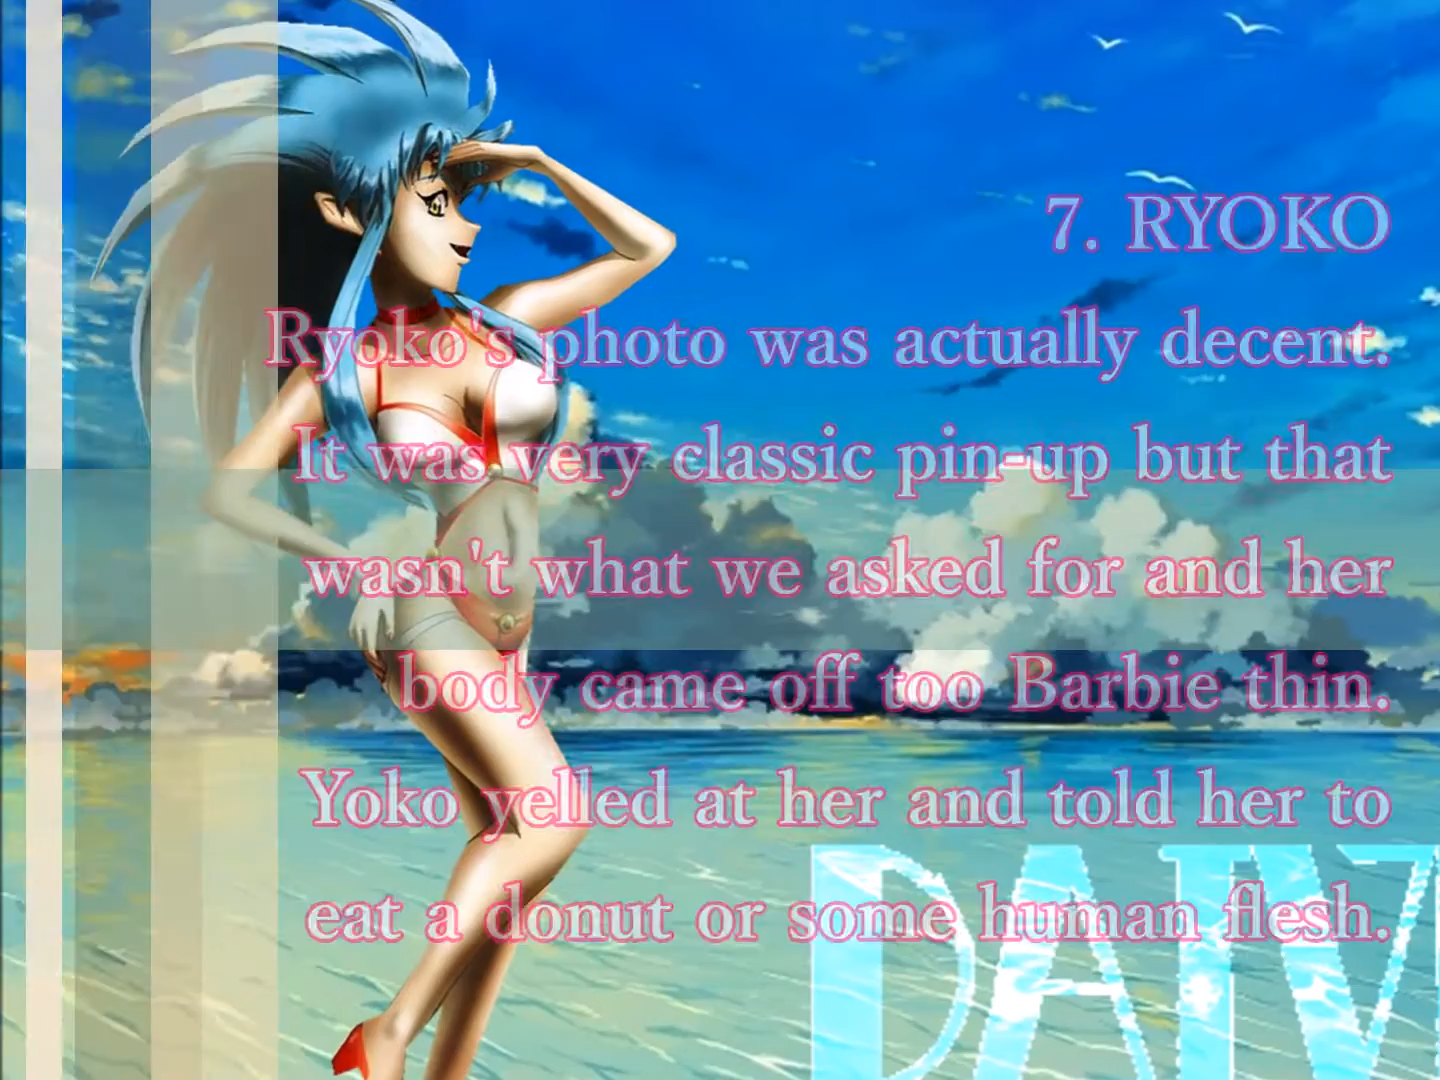 7. RYOKO
Ryoko's photo was actually decent.
It was very classic pin-up but that
wasn't what we asked for and her
body came off too Barbie thin.
Yoko yelled at her and told her to
eat a donut or some human flesh.